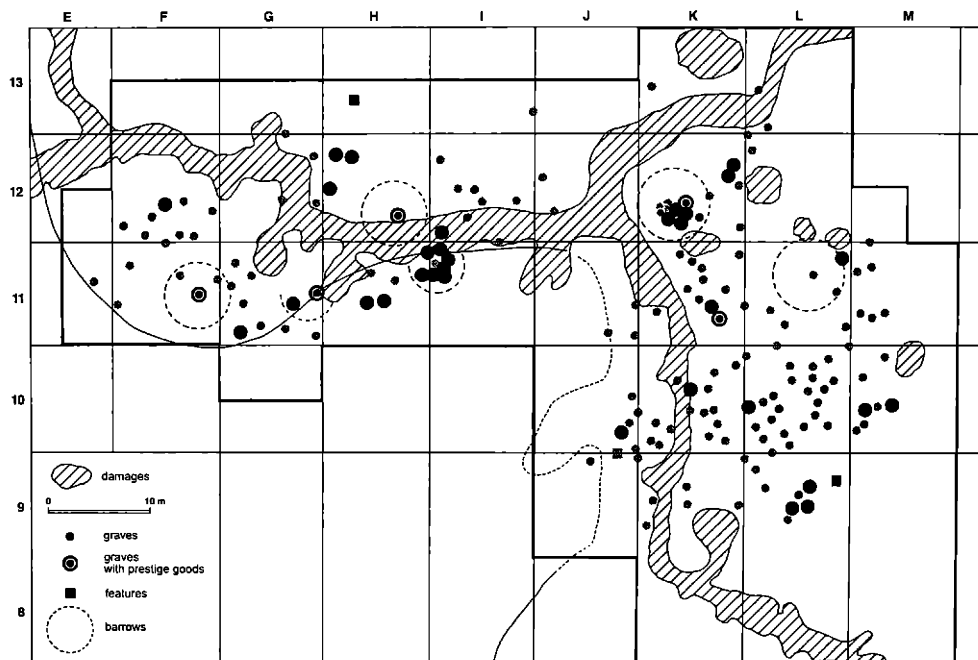 E F G H I J K L M
13
12
11
10
9
8
damages
0 10 m
graves
graves
with prestige goods
features
barrows